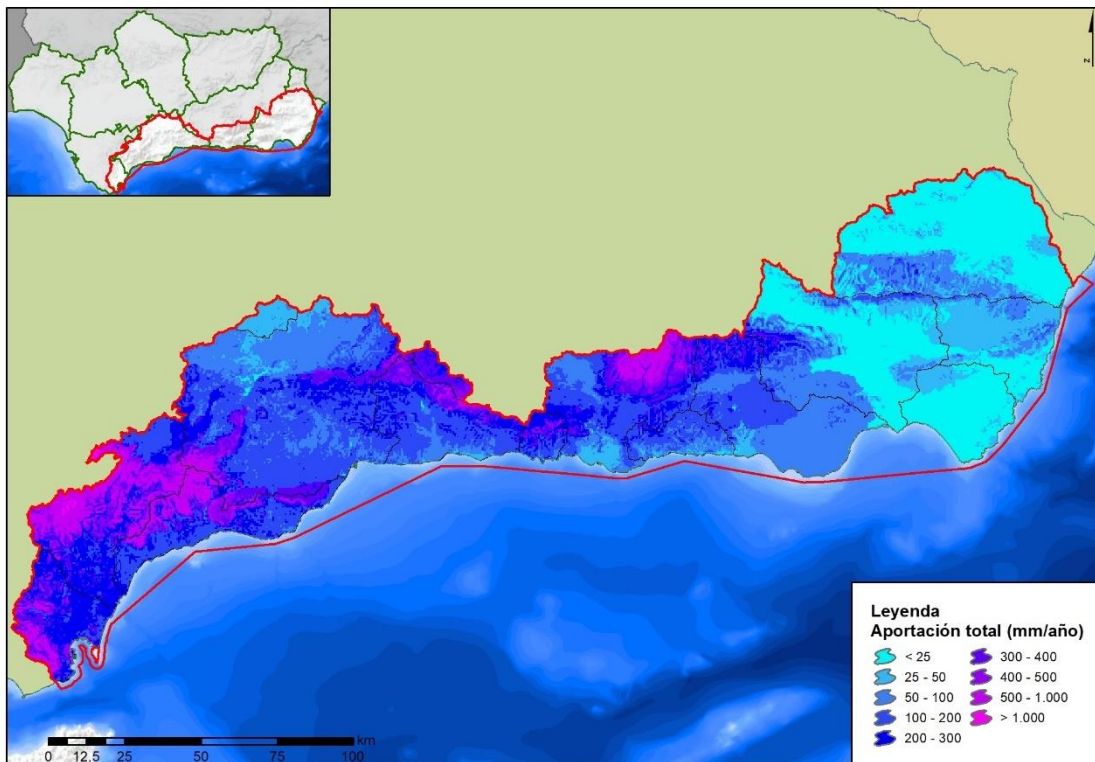 N
Leyenda
Aportación total (mm/año)
< 25
25 - 50
50 - 100
100 - 200
200 - 300
300 - 400
400 - 500
500 - 1.000
> 1.000
km
0 12.5 25 50 75 100